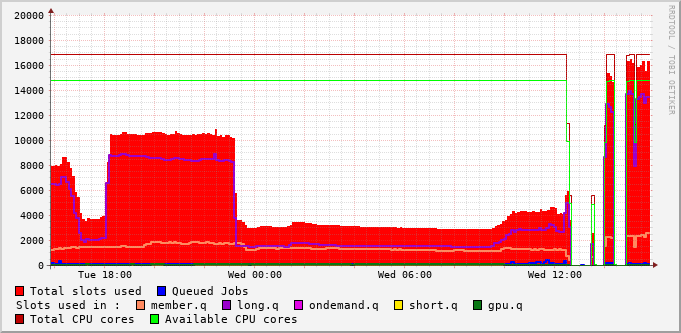 RRDTOOL / TOBI OETIKER
20000
18000
16000
14000
12000
10000
8000
6000
4000
2000
0
Tue 18:00 Wed 00:00 Wed 06:00 Wed 12:00
Total slots used Queued Jobs
Slots used in : member.q long.q ondemand.q short.q gpu.q
Total CPU cores Available CPU cores